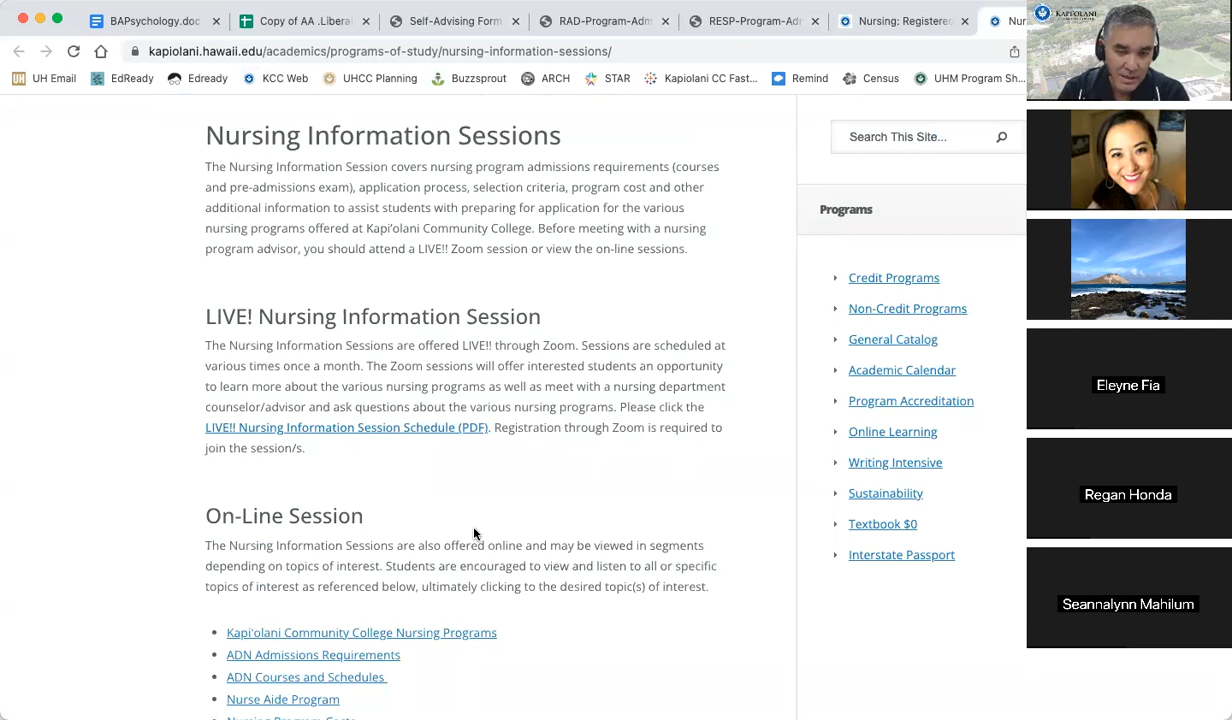 BAPsychology.doc
Copy of AA .Liberal
Self-Advising Form
RAD-Program-Adm
RESP-Program-Ad
Nursing: Registered
Nur
kapiolani.hawaii.edu/academics/programs-of-study/nursing-information-sessions/
UH Email
EdReady
Edready
KCC Web
UHCC Planning
Buzzsprout
ARCH
STAR
Kapiolani CC Fast...
Remind
Census
UHM Program Sh...
KAPIʻOLANI
Nursing Information Sessions
The Nursing Information Session covers nursing program admissions requirements (courses
and pre-admissions exam), application process, selection criteria, program cost and other
additional information to assist students with preparing for application for the various
nursing programs offered at Kapiʻolani Community College. Before meeting with a nursing
program advisor, you should attend a LIVE!! Zoom session or view the on-line sessions.
LIVE! Nursing Information Session
The Nursing Information Sessions are offered LIVE!! through Zoom. Sessions are scheduled at
various times once a month. The Zoom sessions will offer interested students an opportunity
to learn more about the various nursing programs as well as meet with a nursing department
counselor/advisor and ask questions about the various nursing programs. Please click the
LIVE!! Nursing Information Session Schedule (PDF). Registration through Zoom is required to
join the session/s.
On-Line Session
The Nursing Information Sessions are also offered online and may be viewed in segments
depending on topics of interest. Students are encouraged to view and listen to all or specific
topics of interest as referenced below, ultimately clicking to the desired topic(s) of interest.
Kapiʻolani Community College Nursing Programs
ADN Admissions Requirements
ADN Courses and Schedules
Nurse Aide Program
Nursing Program Costs
Search This Site...
Programs
Credit Programs
Non-Credit Programs
General Catalog
Academic Calendar
Program Accreditation
Online Learning
Writing Intensive
Sustainability
Textbook $0
Interstate Passport
Eleyne Fia
Regan Honda
Seannalynn Mahilum